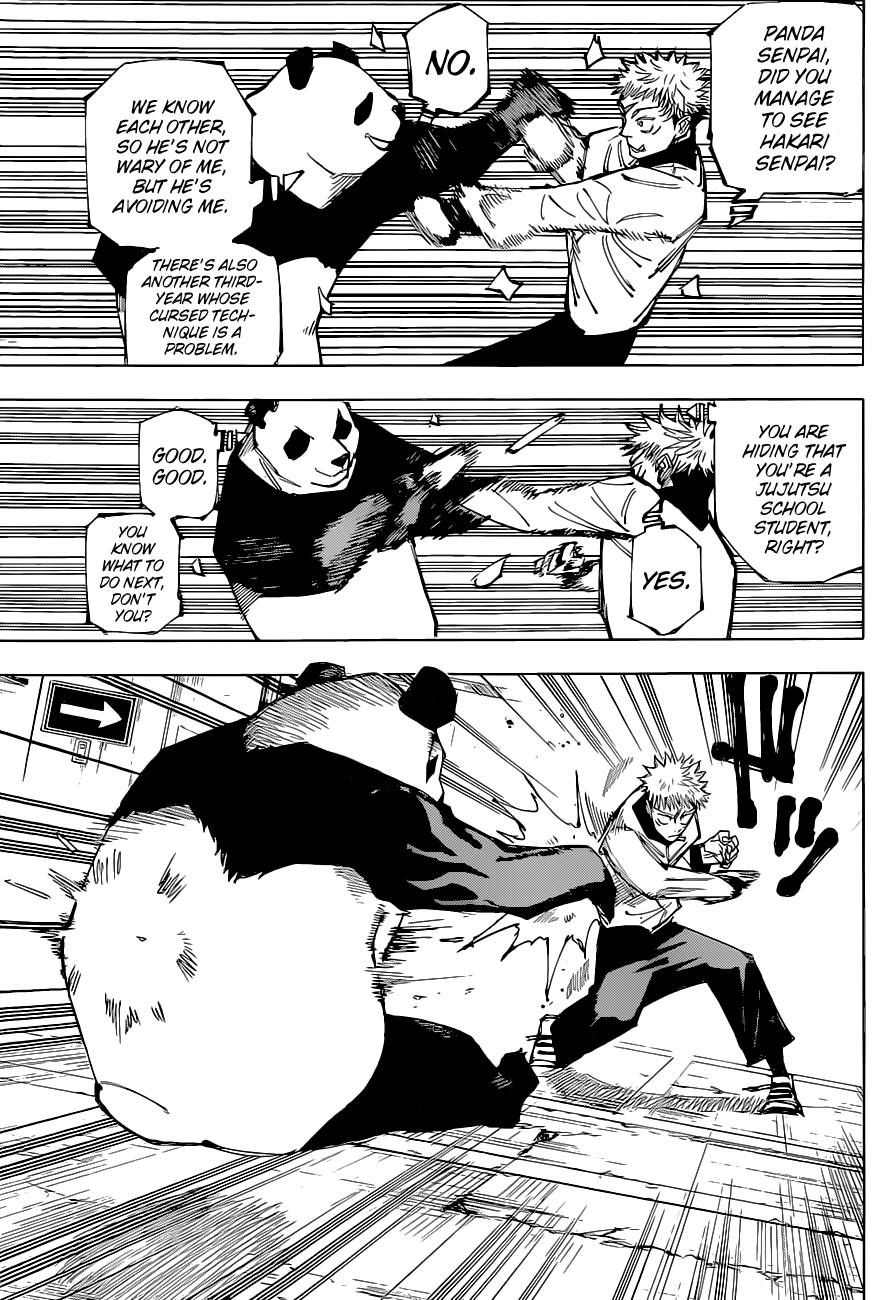 PANDA
SENPAI,
DID YOU
MANAGE
TO SEE
HAKARI
SENPAI?
NO.
WE KNOW
EACH OTHER,
SO HE'S NOT
WARY OF ME,
BUT HE'S
AVOIDING ME.
THERE'S ALSO
ANOTHER THIRD-
YEAR WHOSE
CURSED TECH-
NIQUE IS A
PROBLEM.
YOU ARE
HIDING THAT
YOU'RE A
JUJUTSU
SCHOOL
STUDENT,
RIGHT?
YES.
GOOD.
GOOD.
YOU
KNOW
WHAT TO
DO NEXT,
DON'T
YOU?